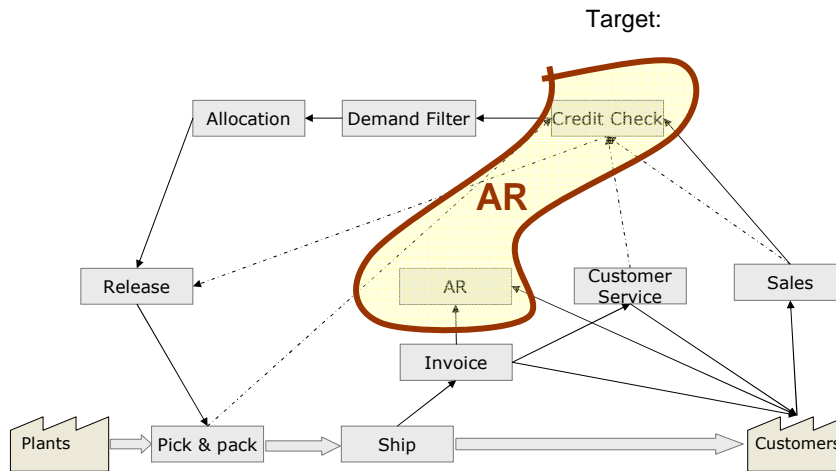 Target:
Allocation
Demand Filter
Credit Check
AR
Release
AR
Customer
Service
Sales
Invoice
Plants
Pick & pack
Ship
Customers